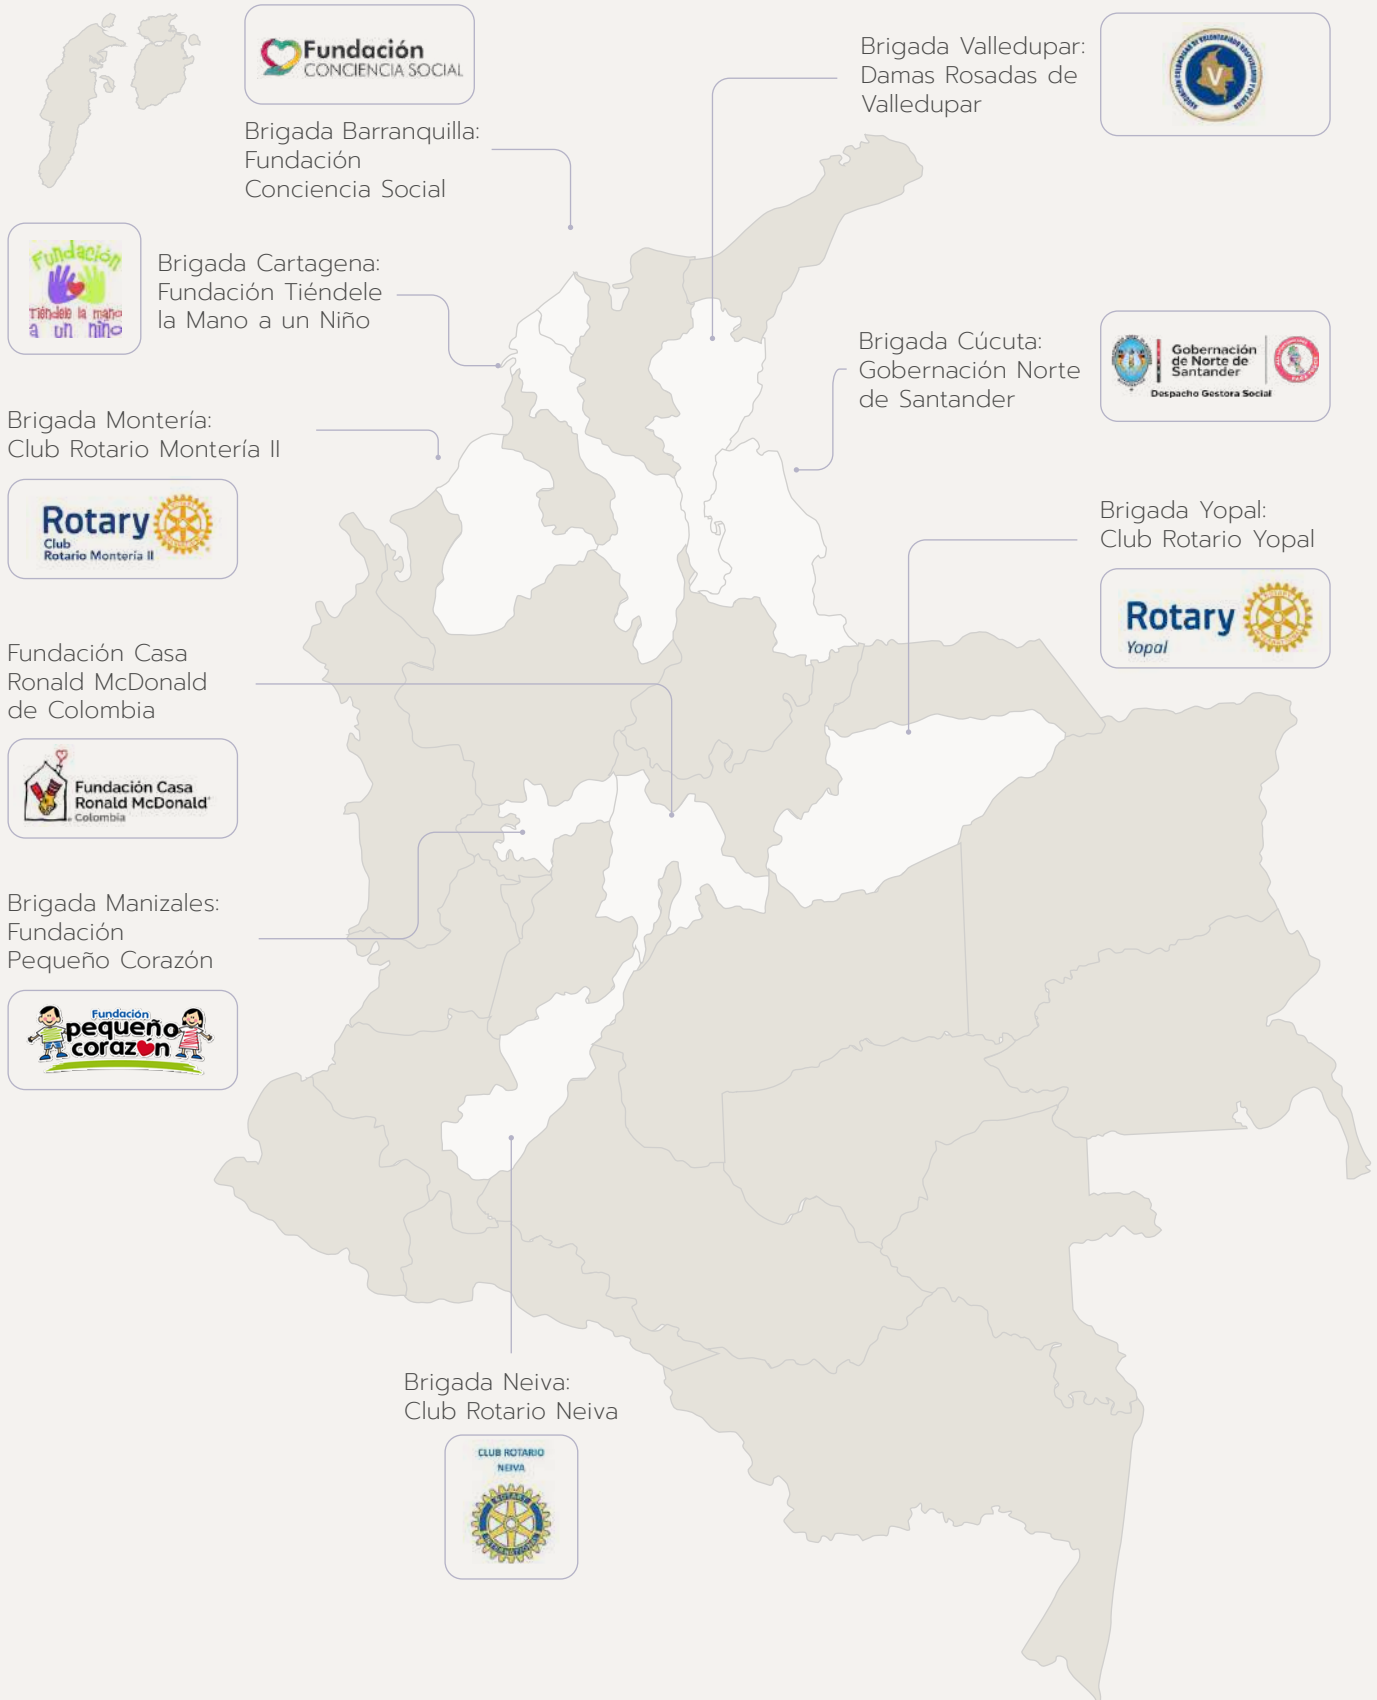 Fundación
CONCIENCIA SOCIAL
Brigada Barranquilla:
Fundación
Conciencia Social
Brigada Valledupar:
Damas Rosadas de
Valledupar
V
Fundación
Tiéndele la mano
a un niño
Brigada Cartagena:
Fundación Tiéndele
la Mano a un Niño
Brigada Cúcuta:
Gobernación Norte
de Santander
Gobernación
de Norte de
Santander
Despacho Gestora Social
Brigada Montería:
Club Rotario Montería II
Rotary
Club
Rotario Montería II
Brigada Yopal:
Club Rotario Yopal
Rotary
Yopal
Fundación Casa
Ronald McDonald
de Colombia
Fundación Casa
Ronald McDonald
Colombia
Brigada Manizales:
Fundación
Pequeño Corazón
Fundación
pequeño
corazón
Brigada Neiva:
Club Rotario Neiva
CLUB ROTARIO
NEIVA
ROTARY
INTERNATIONAL